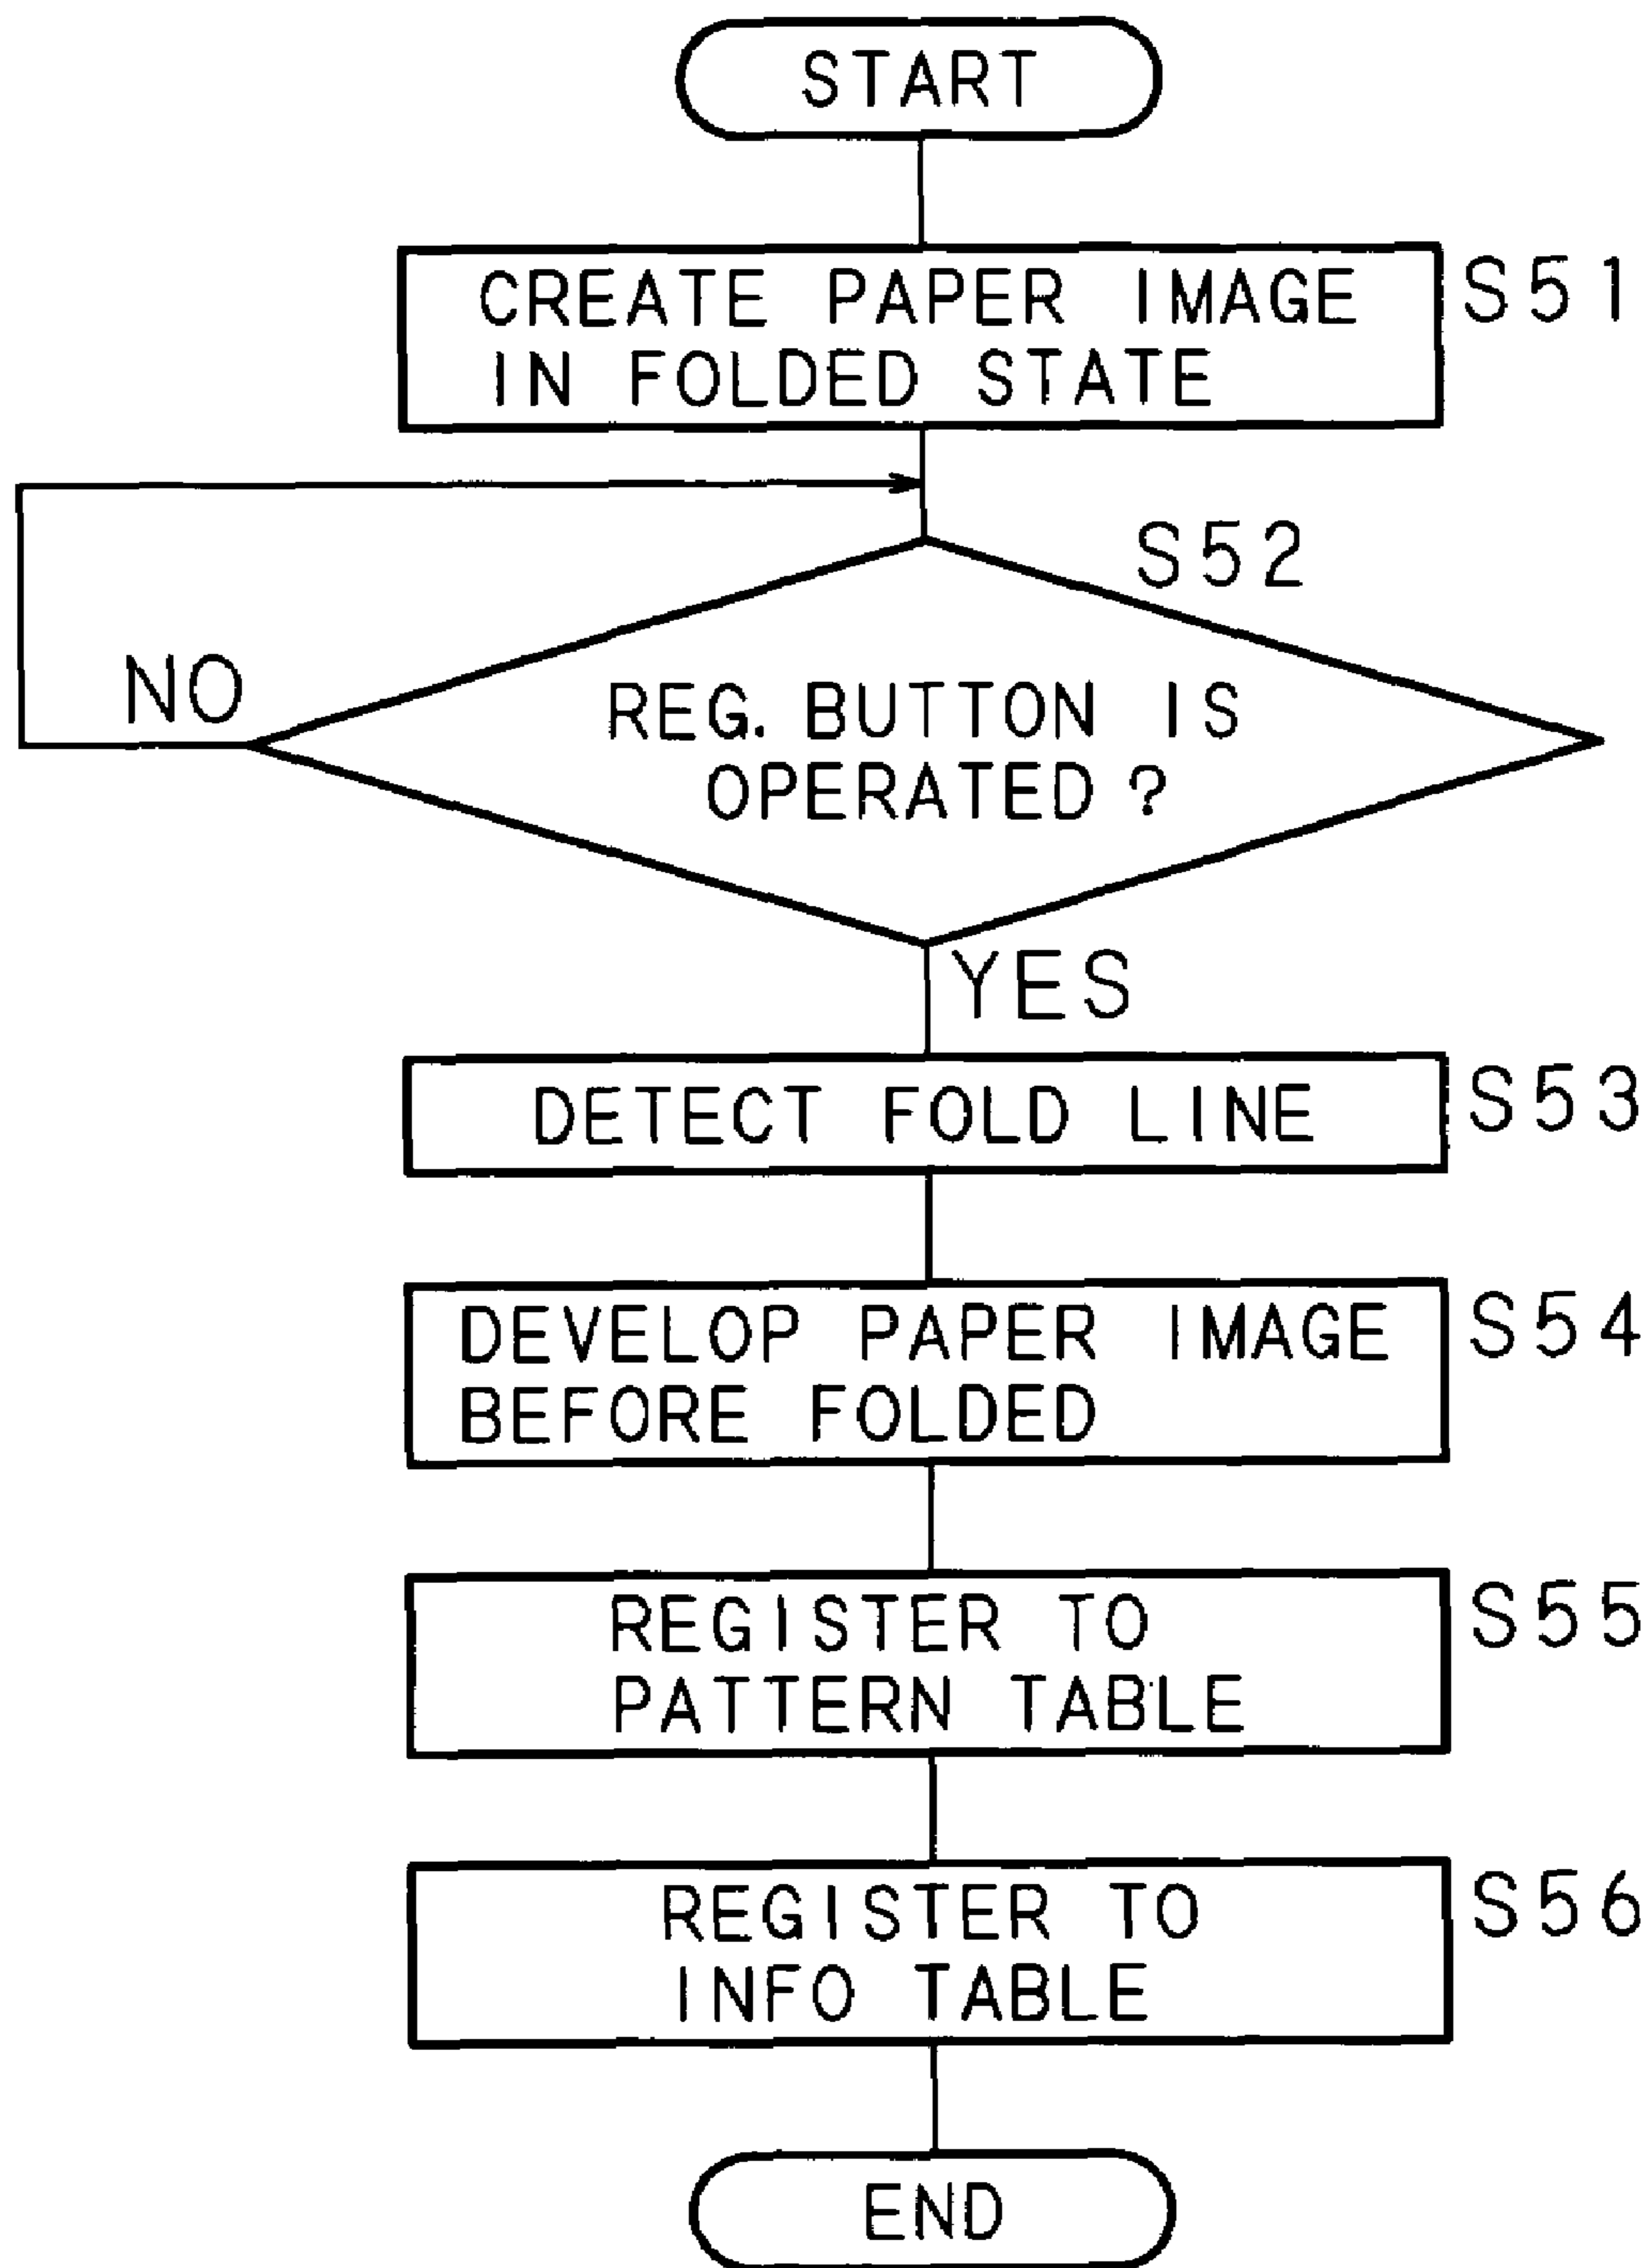 START
CREATE PAPER IMAGE
IN FOLDED STATE
S51
S52
NO
REG. BUTTON IS
OPERATED?
YES
DETECT FOLD LINE
S53
DEVELOP PAPER IMAGE
BEFORE FOLDED
S54
REGISTER TO
PATTERN TABLE
S55
REGISTER TO
INFO TABLE
S56
END